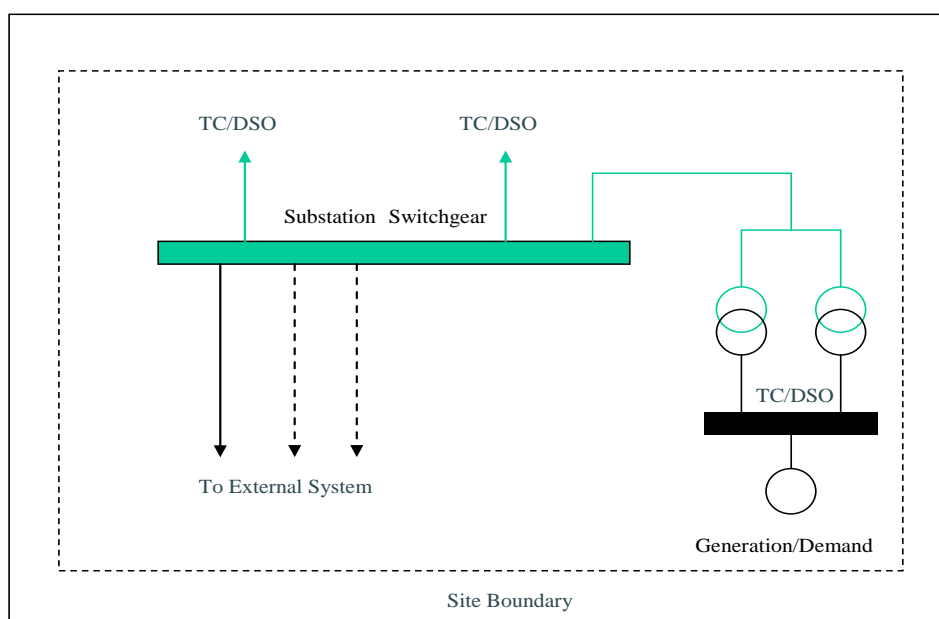 TC/DSO
TC/DSO
Substation Switchgear
TC/DSO
To External System
Generation/Demand
Site Boundary